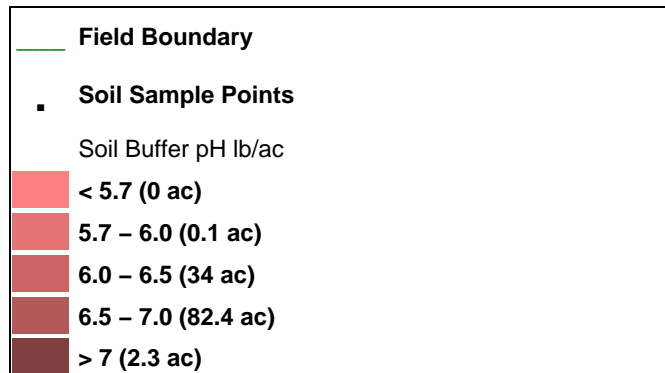 Field Boundary
Soil Sample Points
Soil Buffer pH lb/ac
< 5.7 (0 ac)
5.7 – 6.0 (0.1 ac)
6.0 – 6.5 (34 ac)
6.5 – 7.0 (82.4 ac)
> 7 (2.3 ac)